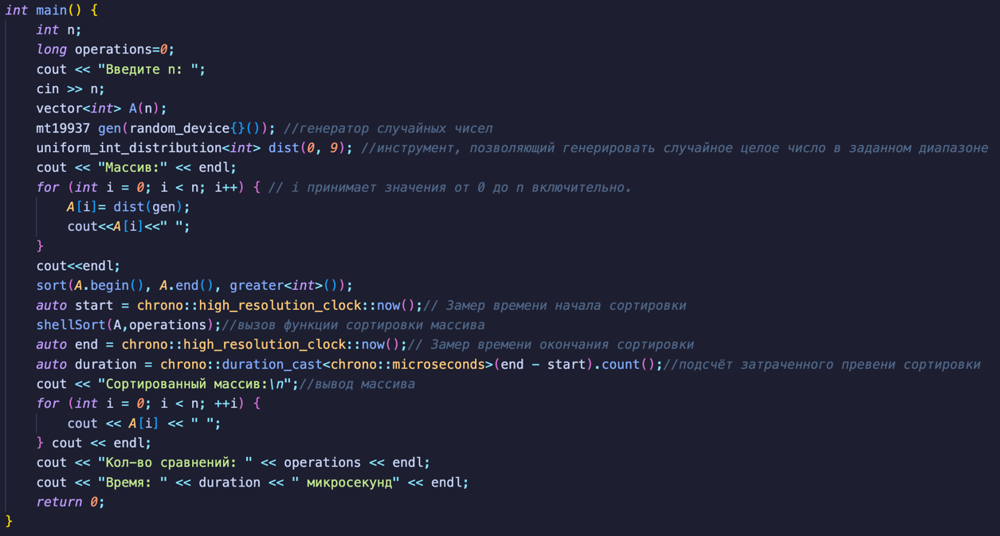 int main() {
    int n;
    long operations=0;
    cout << "Введите n: ";
    cin >> n;
    vector<int> A(n);
    mt19937 gen(random_device{}()); //генератор случайных чисел
    uniform_int_distribution<int> dist(0, 9); //инструмент, позволяющий генерировать случайное целое число в заданном диапазоне
    cout << "Массив:" << endl;
    for (int i = 0; i < n; i++) { // i принимает значения от 0 до n включительно.
        A[i]= dist(gen);
        cout<<A[i]<<" ";
    }
    cout<<endl;
    sort(A.begin(), A.end(), greater<int>());
    auto start = chrono::high_resolution_clock::now();// Замер времени начала сортировки
    shellSort(A,operations);//вызов функции сортировки массива
    auto end = chrono::high_resolution_clock::now();// Замер времени окончания сортировки
    auto duration = chrono::duration_cast<chrono::microseconds>(end - start).count();//подсчёт затраченного превени сортировки
    cout << "Сортированный массив:\n";//вывод массива
    for (int i = 0; i < n; ++i) {
        cout << A[i] << " ";
    } cout << endl;
    cout << "Кол-во сравнений: " << operations << endl;
    cout << "Время: " << duration << " микросекунд" << endl;
    return 0;
}